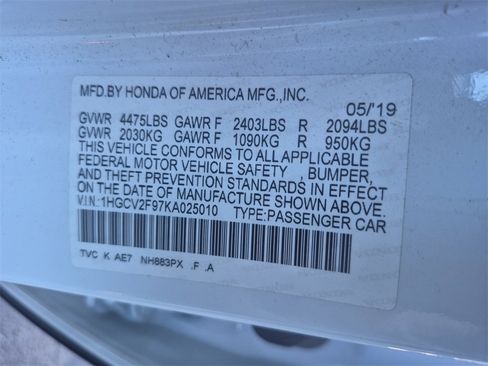 MFD.BY HONDA OF AMERICA MFG.,INC.
05/'19
GVWR 4475LBS GAWR F 2403LBS R 2094LBS
GVWR 2030KG GAWR F 1090KG R 950KG
THIS VEHICLE CONFORMS TO ALL APPLICABLE
FEDERAL MOTOR VEHICLE SAFETY , BUMPER,
AND THEFT PREVENTION STANDARDS IN EFFECT
ON THE DATE OF MANUFACTURE SHOWN ABOVE.
V.I.N:1HGCV2F97KA025010 TYPE:PASSENGER CAR
TVC K AE7 NH883PX .F .A